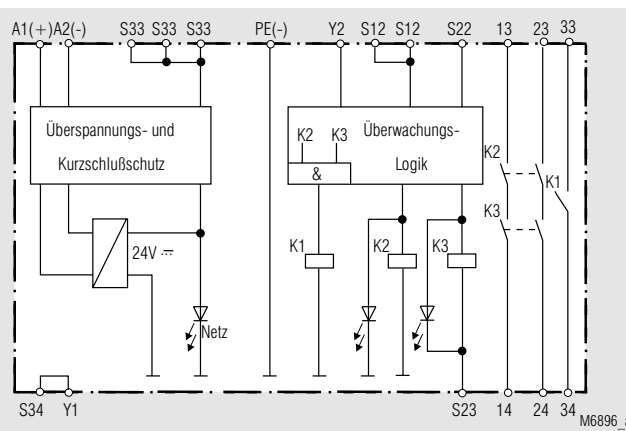 A1(+) A2(-) S33 S33 S33 PE(-) Y2 S12 S12 S22 13 23 33
Überspannungs- und
Kurzschlußschutz
K2 K3
&
Überwachungs-
Logik
K2
K1
K3
24V
K1 K2 K3
Netz
S34 Y1 S23 14 24 34
M6896_a